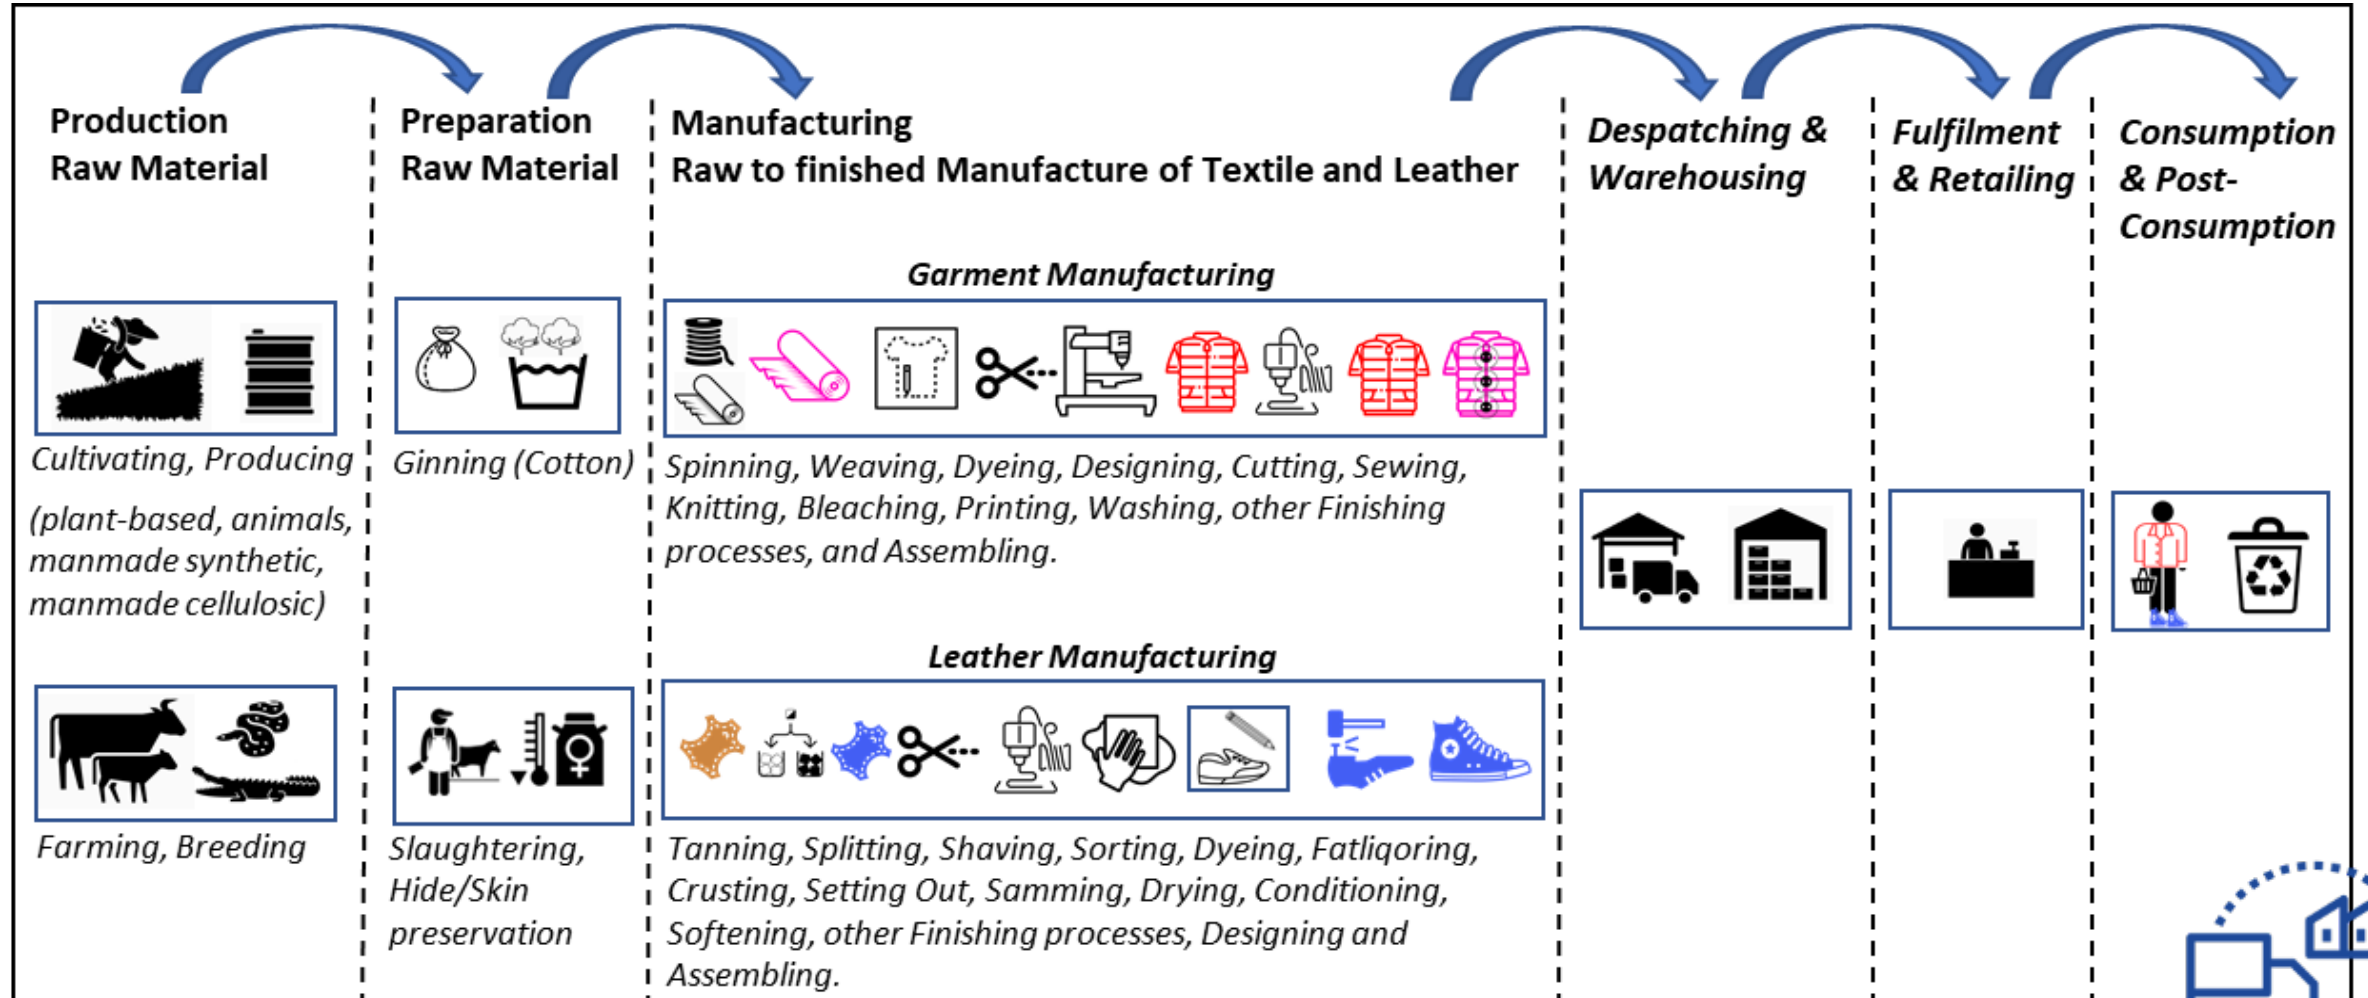 Production
Raw Material
Preparation
Raw Material
Manufacturing
Raw to finished Manufacture of Textile and Leather
Despatching &
Warehousing
Fulfilment
& Retailing
Consumption
& Post-
Consumption
Garment Manufacturing
Cultivating, Producing
(plant-based, animals,
manmade synthetic,
manmade cellulosic)
Ginning (Cotton)
Spinning, Weaving, Dyeing, Designing, Cutting, Sewing,
Knitting, Bleaching, Printing, Washing, other Finishing
processes, and Assembling.
Leather Manufacturing
Farming, Breeding
Slaughtering,
Hide/Skin
preservation
Tanning, Splitting, Shaving, Sorting, Dyeing, Fatliqoring,
Crusting, Setting Out, Samming, Drying, Conditioning,
Softening, other Finishing processes, Designing and
Assembling.